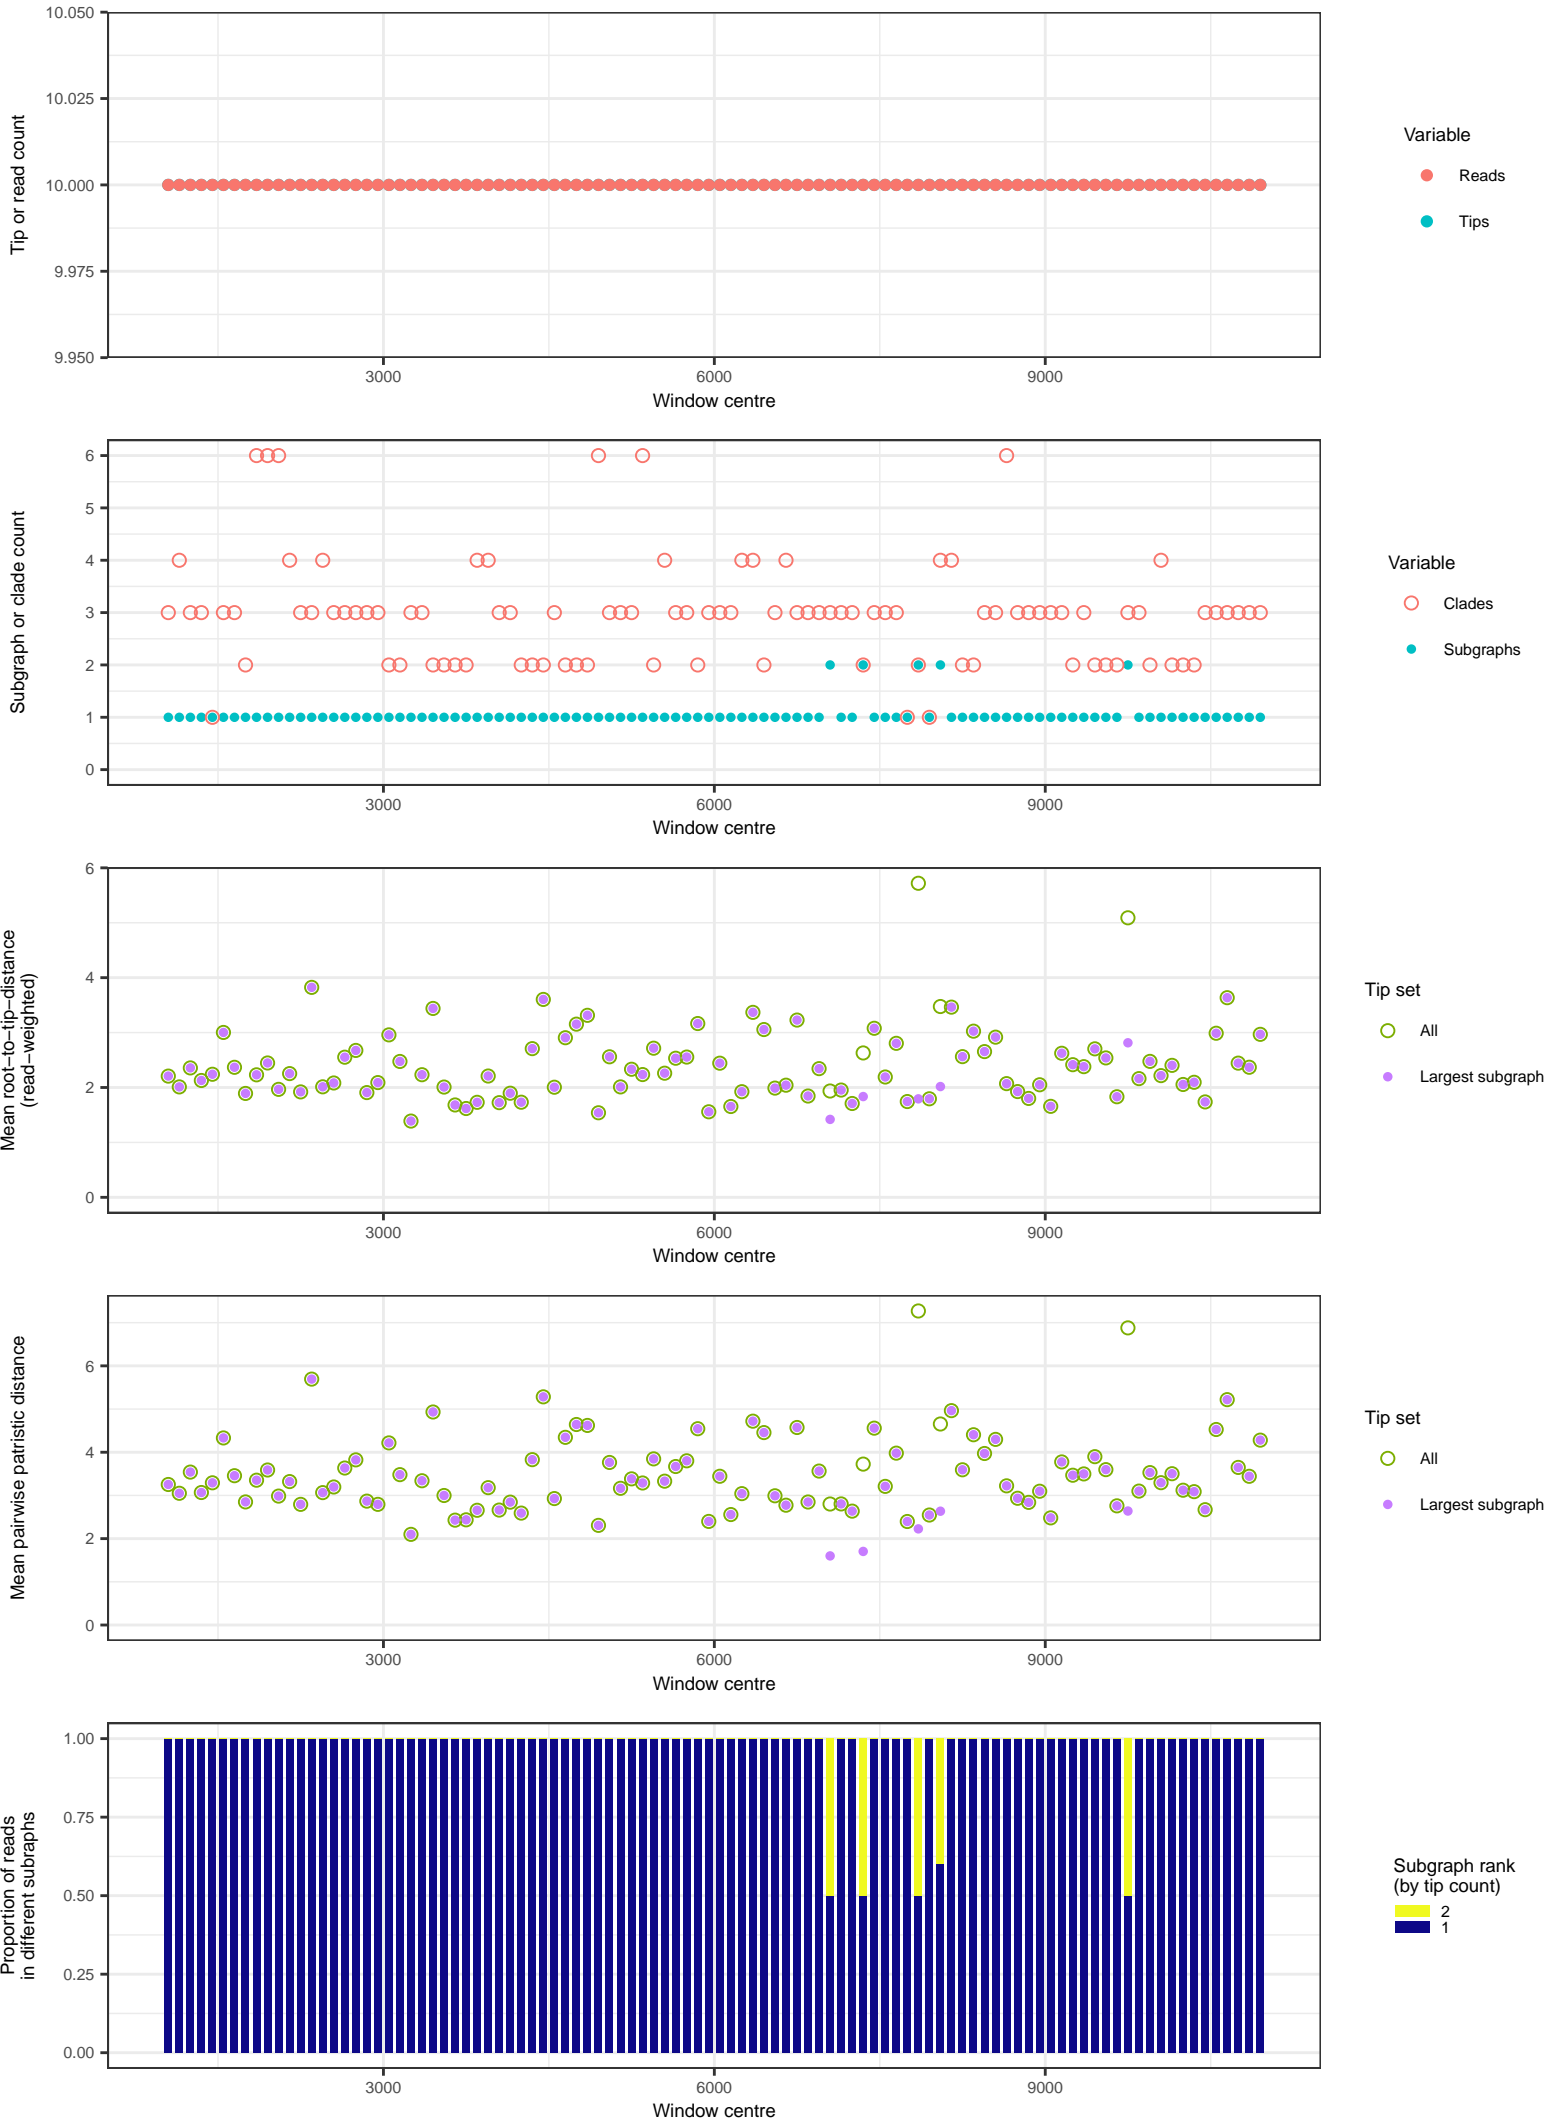 10.050
10.025
10.000
9.975
9.950
Tip or read count
3000 6000 9000
Window centre
Variable
Reads
Tips
6
5
4
3
2
1
0
Subgraph or clade count
3000 6000 9000
Window centre
Variable
Clades
Subgraphs
6
4
2
0
Mean root−to−tip−distance
(read−weighted)
3000 6000 9000
Window centre
Tip set
All
Largest subgraph
6
4
2
0
Mean pairwise patristic distance
3000 6000 9000
Window centre
Tip set
All
Largest subgraph
1.00
0.75
0.50
0.25
0.00
Proportion of reads
in different subraphs
3000 6000 9000
Window centre
Subgraph rank
(by tip count)
2
1